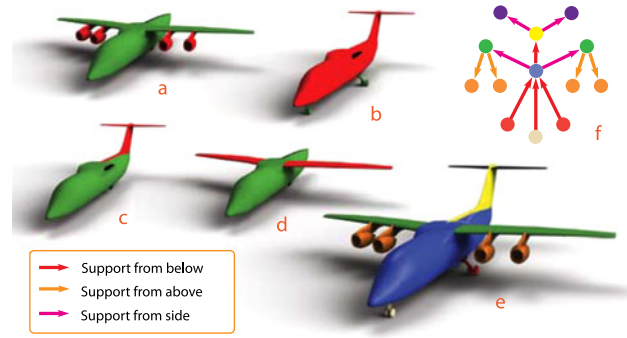 a
b
f
c
d
e
Support from below
Support from above
Support from side